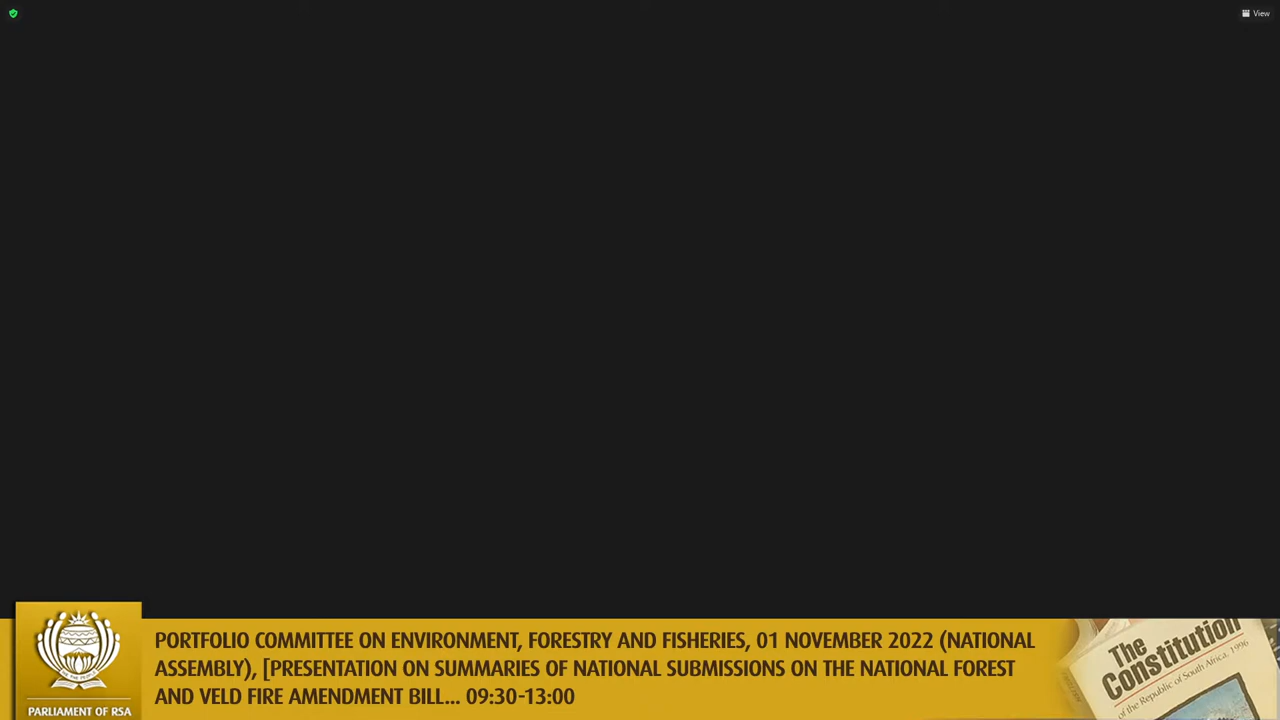 View
PORTFOLIO COMMITTEE ON ENVIRONMENT, FORESTRY AND FISHERIES, 01 NOVEMBER 2022 (NATIONAL
ASSEMBLY), [PRESENTATION ON SUMMARIES OF NATIONAL SUBMISSIONS ON THE NATIONAL FOREST
AND VELD FIRE AMENDMENT BILL... 09:30-13:00
PARLIAMENT OF RSA
The
Constitution
of the Republic of South Africa, 1996